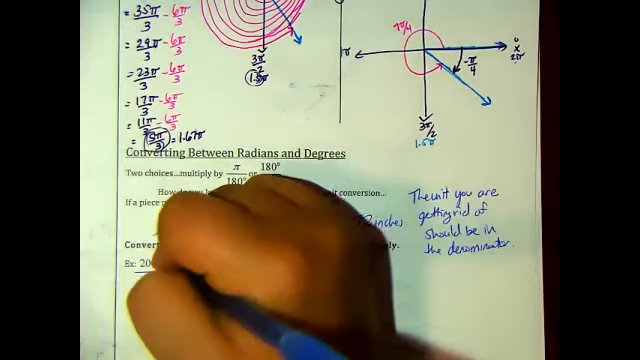 = 35π/3 - 6π/3
= 29π/3 - 6π/3
= 23π/3 - 6π/3
= 17π/3 - 6π/3
= 11π/3 - 6π/3
= 5π/3 = 1.67π
3π/2
1.5π
7π/4
1π
0
2π
-π/4
3π/2
1.5π
Converting Between Radians and Degrees
Two choices...multiply by π/180° or 180°
How do conversion...
If a piece inches
The unit you are
getting rid of
should be in
the denominator.
Convert
Ex: 20